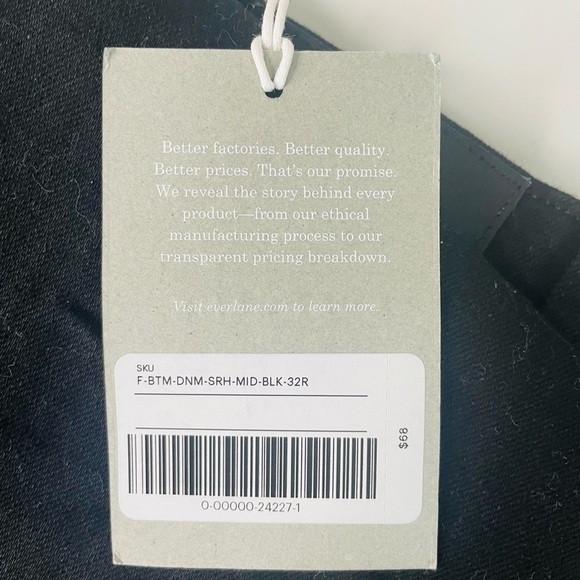 Better factories. Better quality.
Better prices. That's our promise.
We reveal the story behind every
product—from our ethical
manufacturing process to our
transparent pricing breakdown.
Visit everlane.com to learn more.
SKU
F-BTM-DNM-SRH-MID-BLK-32R
$68
0-00000-24227-1